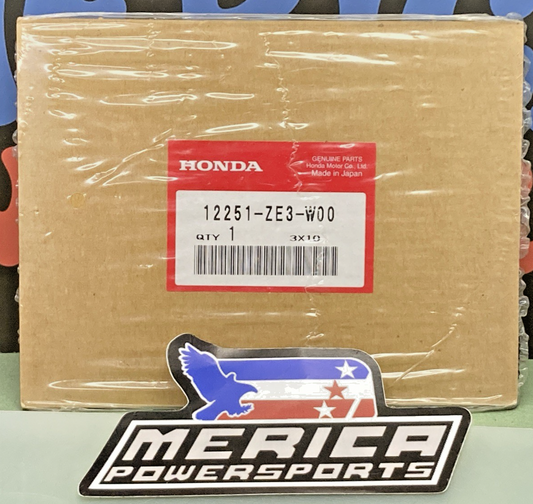 HONDA
GENUINE PARTS
Honda Motor Co., Ltd.
Made in Japan
12251-ZE3-W00
QTY 1 3X10
MERICA
POWERSPORTS